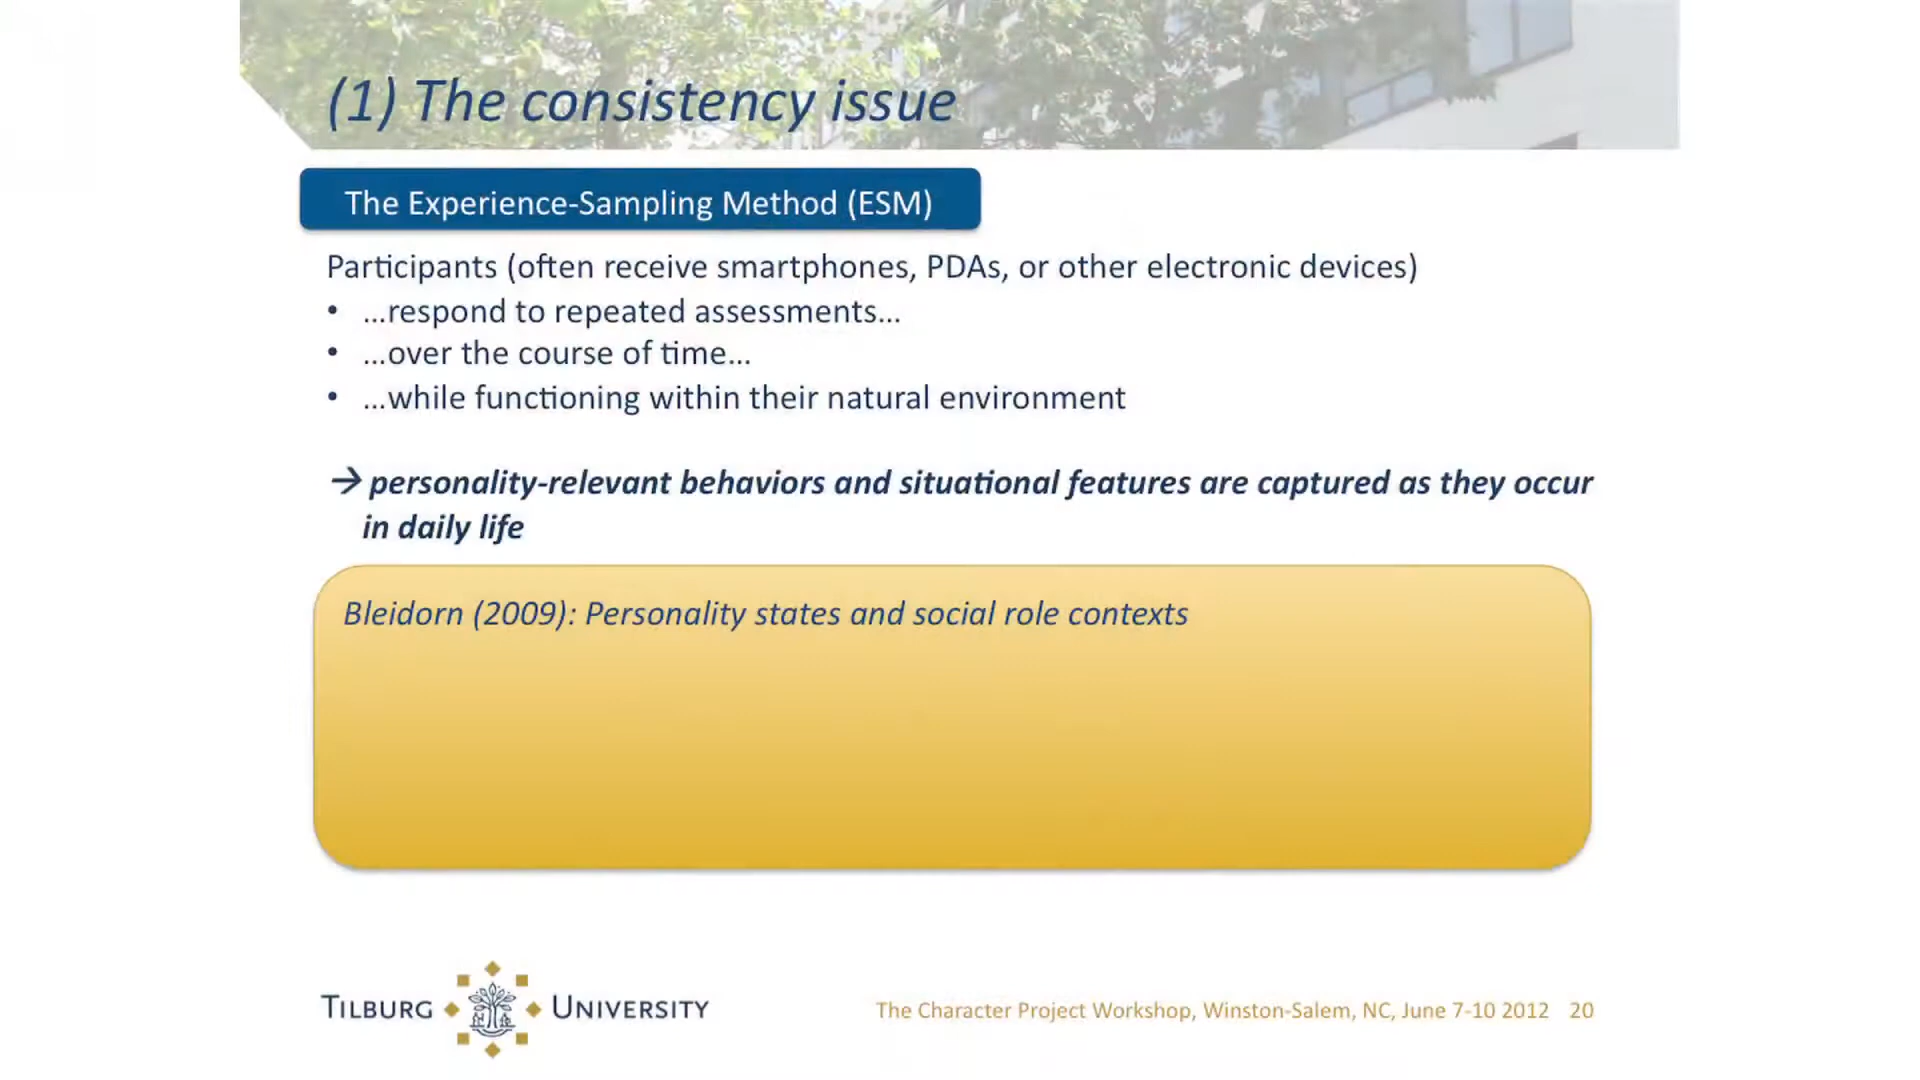 (1) The consistency issue
The Experience-Sampling Method (ESM)
Participants (often receive smartphones, PDAs, or other electronic devices)
• ...respond to repeated assessments...
• ...over the course of time...
• ...while functioning within their natural environment
→ personality-relevant behaviors and situational features are captured as they occur
in daily life
Bleidorn (2009): Personality states and social role contexts
TILBURG UNIVERSITY
The Character Project Workshop, Winston-Salem, NC, June 7-10 2012 20